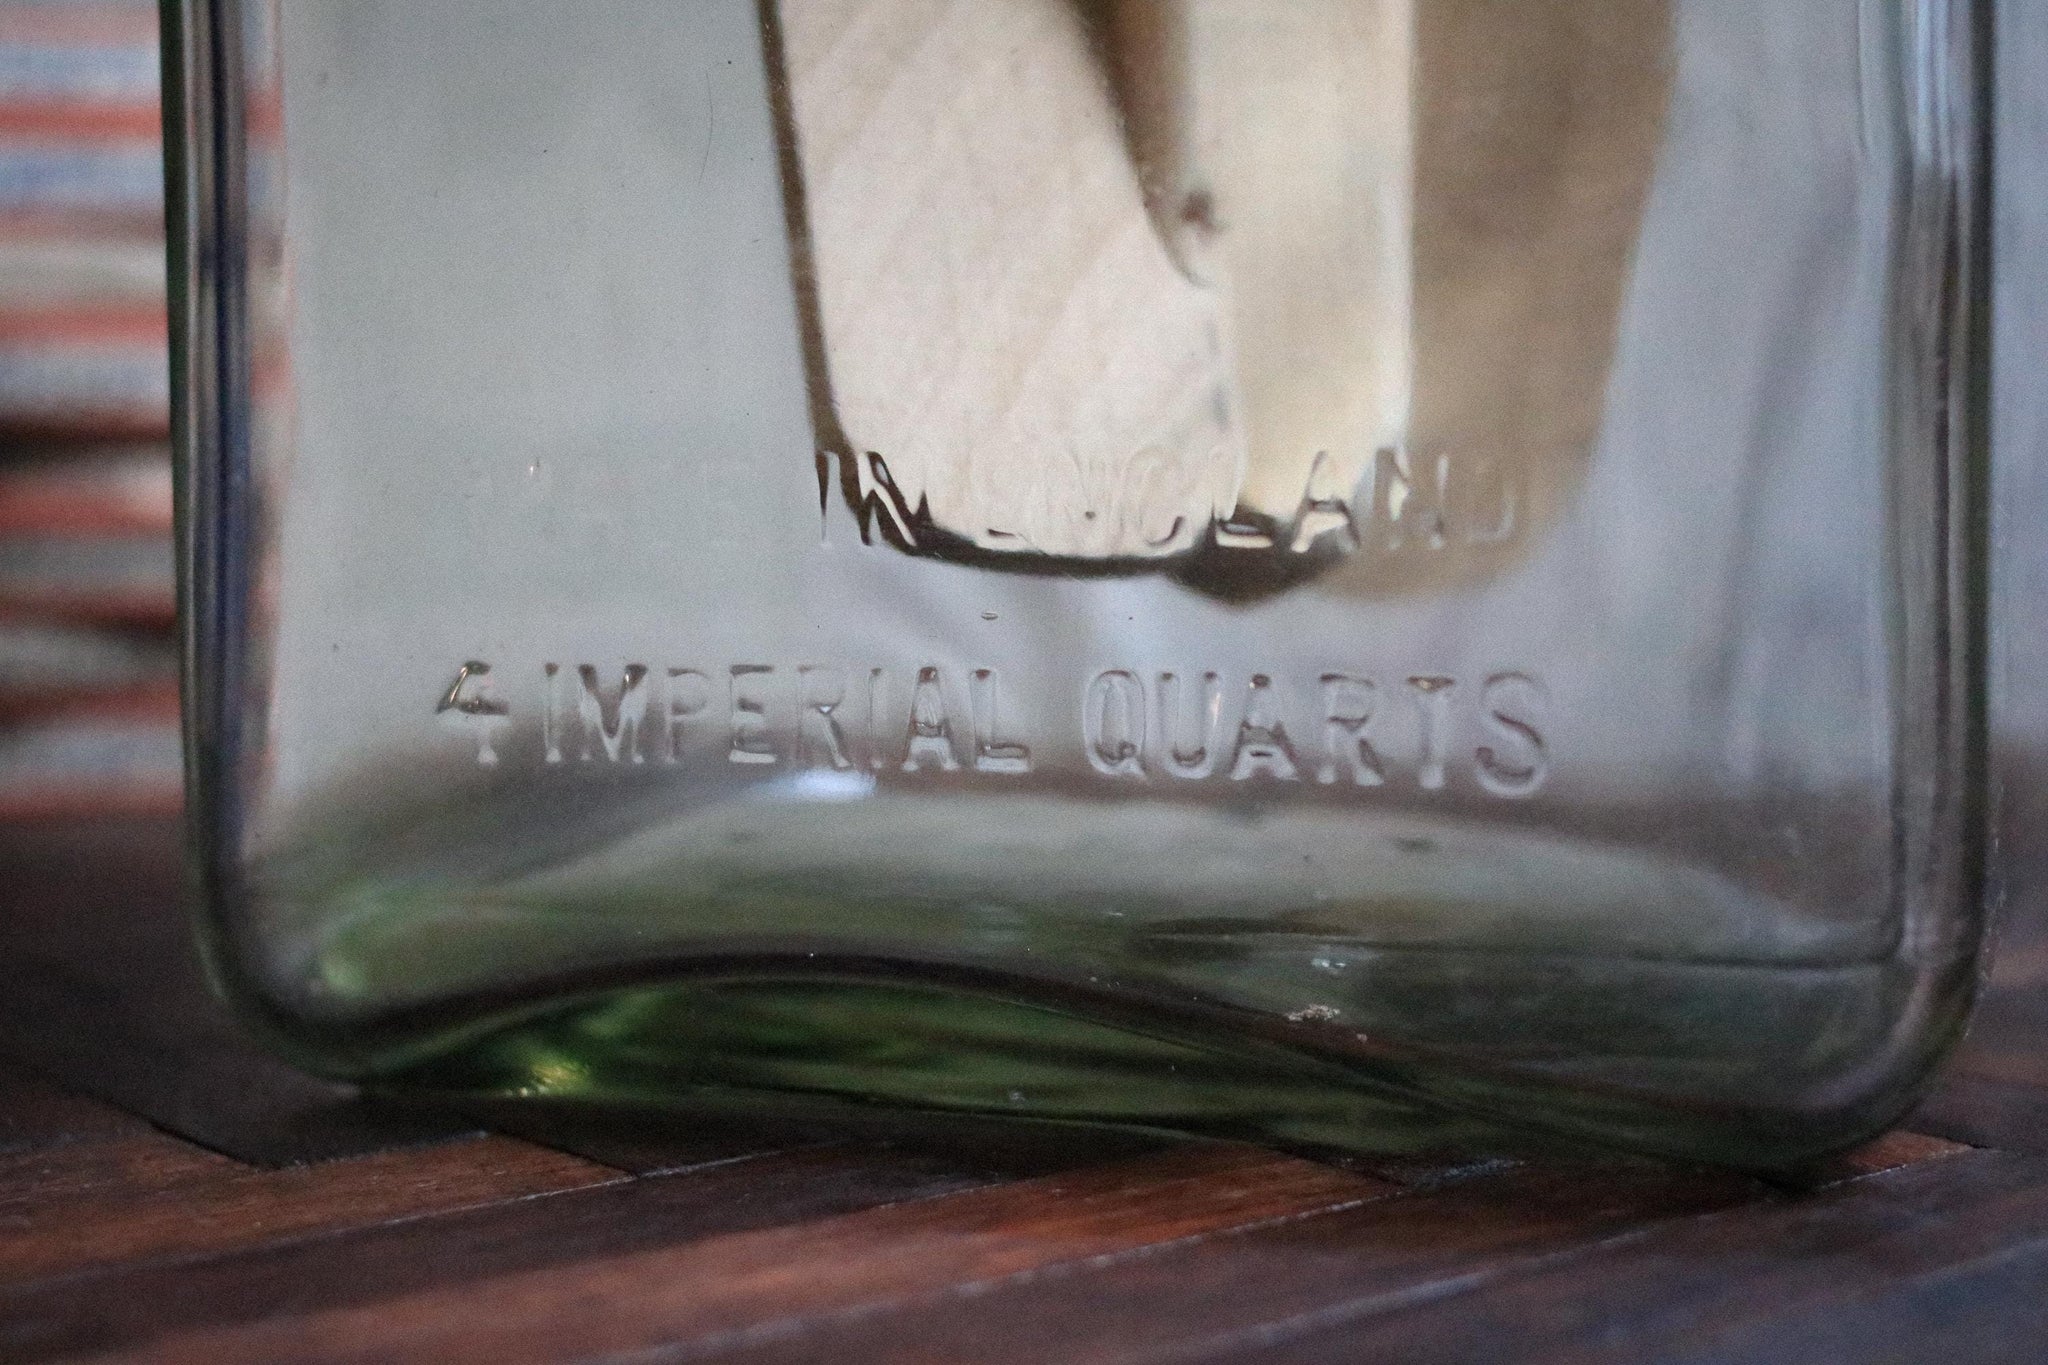 IN ENGLAND
4 IMPERIAL QUARTS